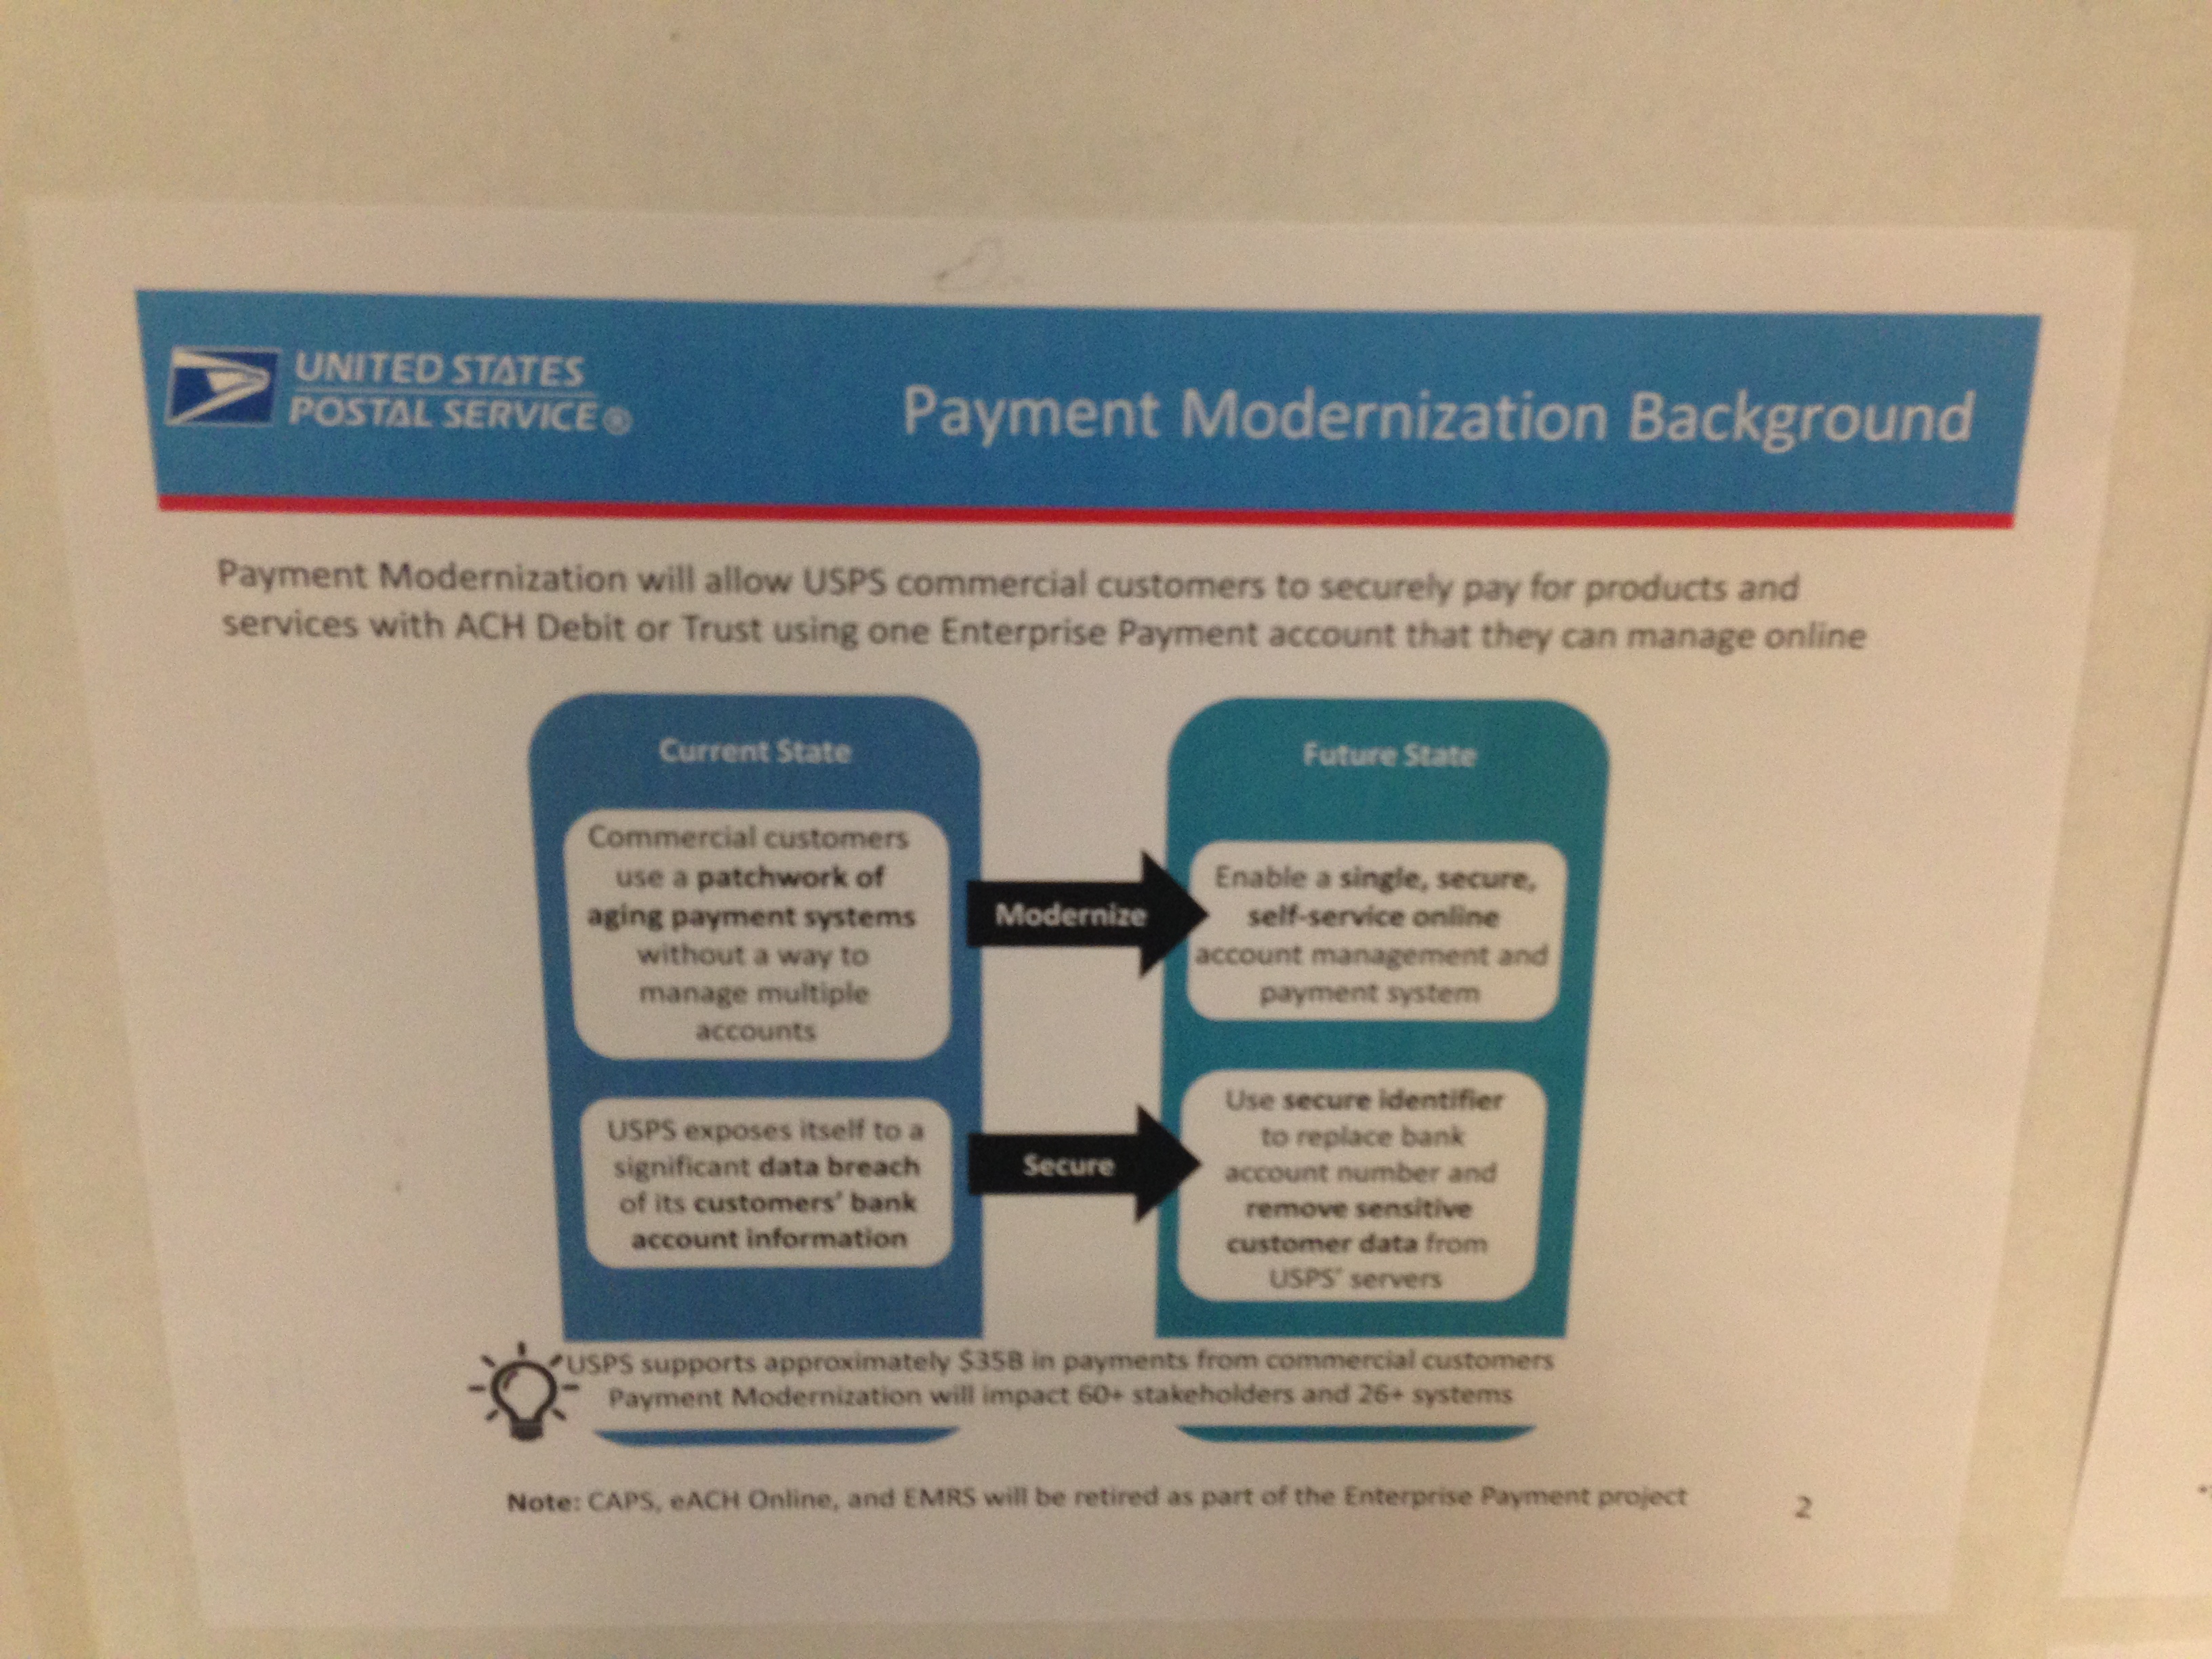 UNITED STATES
POSTAL SERVICE®
Payment Modernization Background
Payment Modernization will allow USPS commercial customers to securely pay for products and
services with ACH Debit or Trust using one Enterprise Payment account that they can manage online
Current State
Commercial customers
use a patchwork of
aging payment systems
without a way to
manage multiple
accounts
Modernize
Future State
Enable a single, secure,
self-service online
account management and
payment system
USPS exposes itself to a
significant data breach
of its customers' bank
account information
Secure
Use secure identifier
to replace bank
account number and
remove sensitive
customer data from
USPS' servers
USPS supports approximately $35B in payments from commercial customers
Payment Modernization will impact 60+ stakeholders and 26+ systems
Note: CAPS, eACH Online, and EMRS will be retired as part of the Enterprise Payment project
2